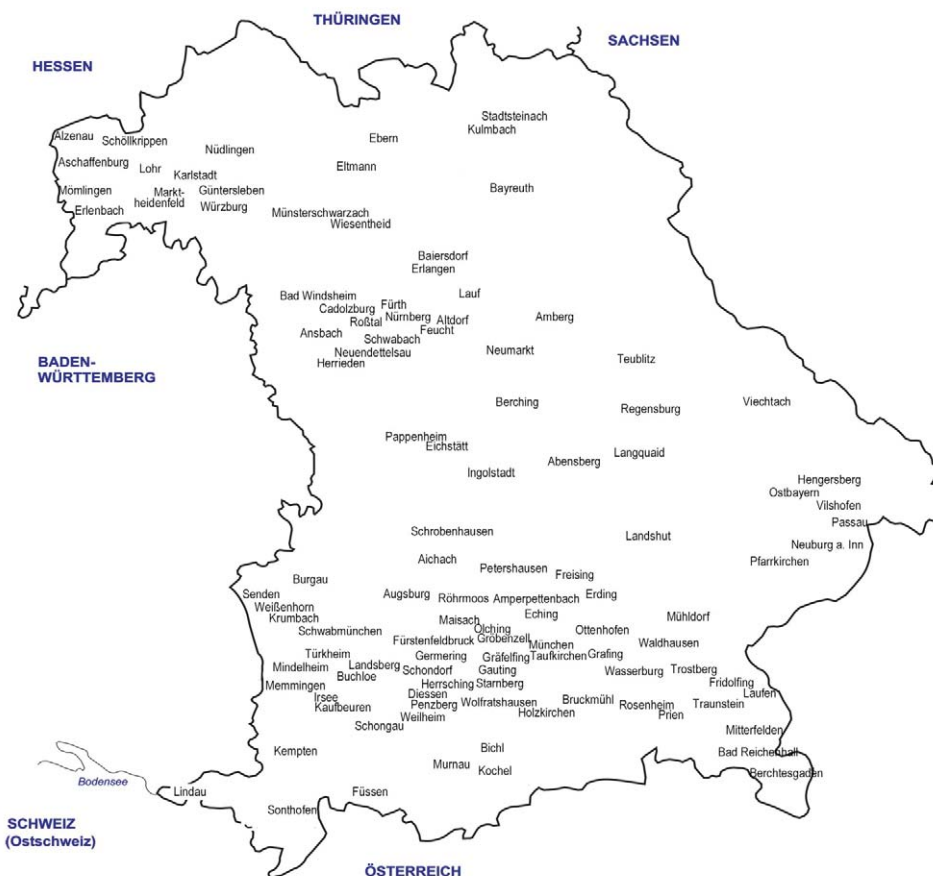 THÜRINGEN
SACHSEN
HESSEN
Stadtsteinach
Kulmbach
Alzenau
Schöllkrippen
Ebern
Nüdlingen
Aschaffenburg
Lohr
Karlstadt
Eltmann
Mömlingen
Markt-
heidenfeld
Güntersleben
Bayreuth
Erlenbach
Würzburg
Münsterschwarzach
Wiesentheid
Baiersdorf
Erlangen
Bad Windsheim
Lauf
Cadolzburg
Fürth
Roßtal
Nürnberg
Altdorf
Amberg
Ansbach
Feucht
Schwabach
Neuendettelsau
Neumarkt
Herrieden
Teublitz
BADEN-
WÜRTTEMBERG
Berching
Regensburg
Viechtach
Pappenheim
Eichstätt
Langquaid
Abensberg
Ingolstadt
Hengersberg
Ostbayern
Vilshofen
Passau
Schrobenhausen
Landshut
Neuburg a. Inn
Aichach
Pfarrkirchen
Petershausen
Freising
Burgau
Senden
Augsburg
Röhrmoos
Amperpettenbach
Erding
Weißenhorn
Krumbach
Maisach
Eching
Mühldorf
Schwabmünchen
Olching
Ottenhofen
Fürstenfeldbruck
Gröbenzell
München
Waldhausen
Türkheim
Germering
Gräfelfing
Taufkirchen
Grafing
Mindelheim
Landsberg
Buchloe
Schondorf
Gauting
Wasserburg
Trostberg
Memmingen
Herrsching
Starnberg
Fridolfing
Irsee
Diessen
Laufen
Kaufbeuren
Penzberg
Wolfratshausen
Bruckmühl
Rosenheim
Traunstein
Weilheim
Holzkirchen
Prien
Schongau
Mitterfelden
Kempten
Bichl
Bad Reichenhall
Murnau
Kochel
Berchtesgaden
Bodensee
Lindau
Füssen
Sonthofen
SCHWEIZ
(Ostschweiz)
ÖSTERREICH